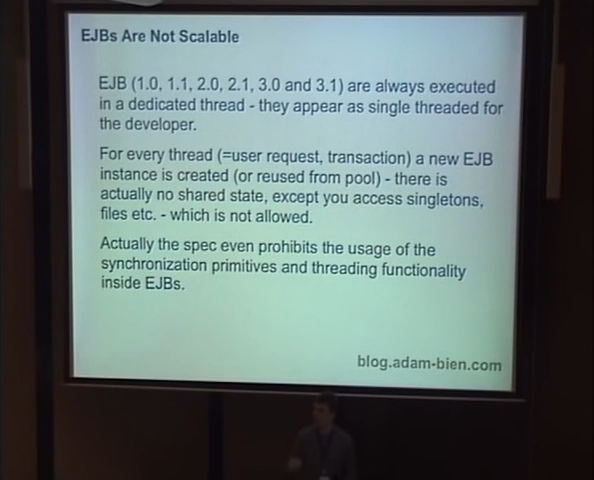 EJBs Are Not Scalable
EJB (1.0, 1.1, 2.0, 2.1, 3.0 and 3.1) are always executed
in a dedicated thread - they appear as single threaded for
the developer.
For every thread (=user request, transaction) a new EJB
instance is created (or reused from pool) - there is
actually no shared state, except you access singletons,
files etc. - which is not allowed.
Actually the spec even prohibits the usage of the
synchronization primitives and threading functionality
inside EJBs.
blog.adam-bien.com